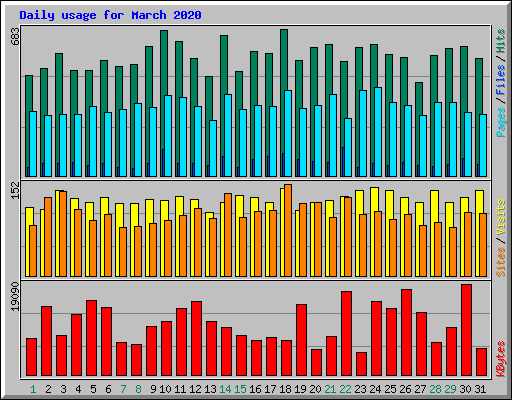 Daily usage for March 2020
683
Pages / Files / Hits
152
Sites / Visits
19090
KBytes
1 2 3 4 5 6 7 8 9 10 11 12 13 14 15 16 17 18 19 20 21 22 23 24 25 26 27 28 29 30 31